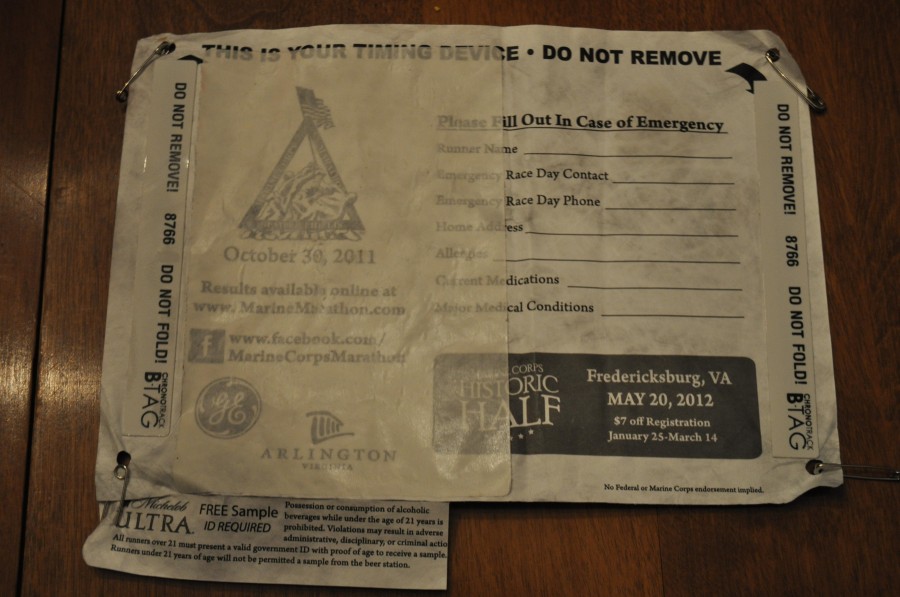 THIS IS YOUR TIMING DEVICE • DO NOT REMOVE
DO NOT REMOVE! 8766 DO NOT FOLD!
CHRONOTRACK
BTAG
October 30, 2011
Results available online at
www.MarineMarathon.com
f www.facebook.com/
MarineCorpsMarathon
GE
ARLINGTON
VIRGINIA
Please Fill Out In Case of Emergency
Runner Name
Emergency Race Day Contact
Emergency Race Day Phone
Home Address
Allergies
Current Medications
Major Medical Conditions
CORPS
HISTORIC
HALF
Fredericksburg, VA
MAY 20, 2012
$7 off Registration
January 25-March 14
No Federal or Marine Corps endorsement implied.
DO NOT REMOVE! 8766 DO NOT FOLD!
CHRONOTRACK
BTAG
Michelob
ULTRA
FREE Sample
ID REQUIRED
Possession or consumption of alcoholic
beverages while under the age of 21 years is
prohibited. Violations may result in adverse
administrative, disciplinary, or criminal actio
All runners over 21 must present a valid government ID with proof of age to receive a sample.
Runners under 21 years of age will not be permitted a sample from the beer station.